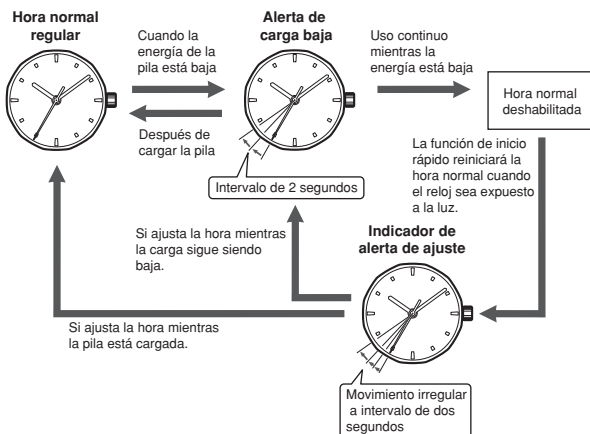 Hora normal
regular
Cuando la
energía de la
pila está baja
Alerta de
carga baja
Uso continuo
mientras la
energía está baja
Hora normal
deshabilitada
Después de
cargar la pila
Intervalo de 2 segundos
La función de inicio
rápido reiniciará la
hora normal cuando
el reloj sea expuesto
a la luz.
Si ajusta la hora mientras
la carga sigue siendo
baja.
Indicador de
alerta de ajuste
Si ajusta la hora mientras
la pila está cargada.
Movimiento irregular
a intervalo de dos
segundos